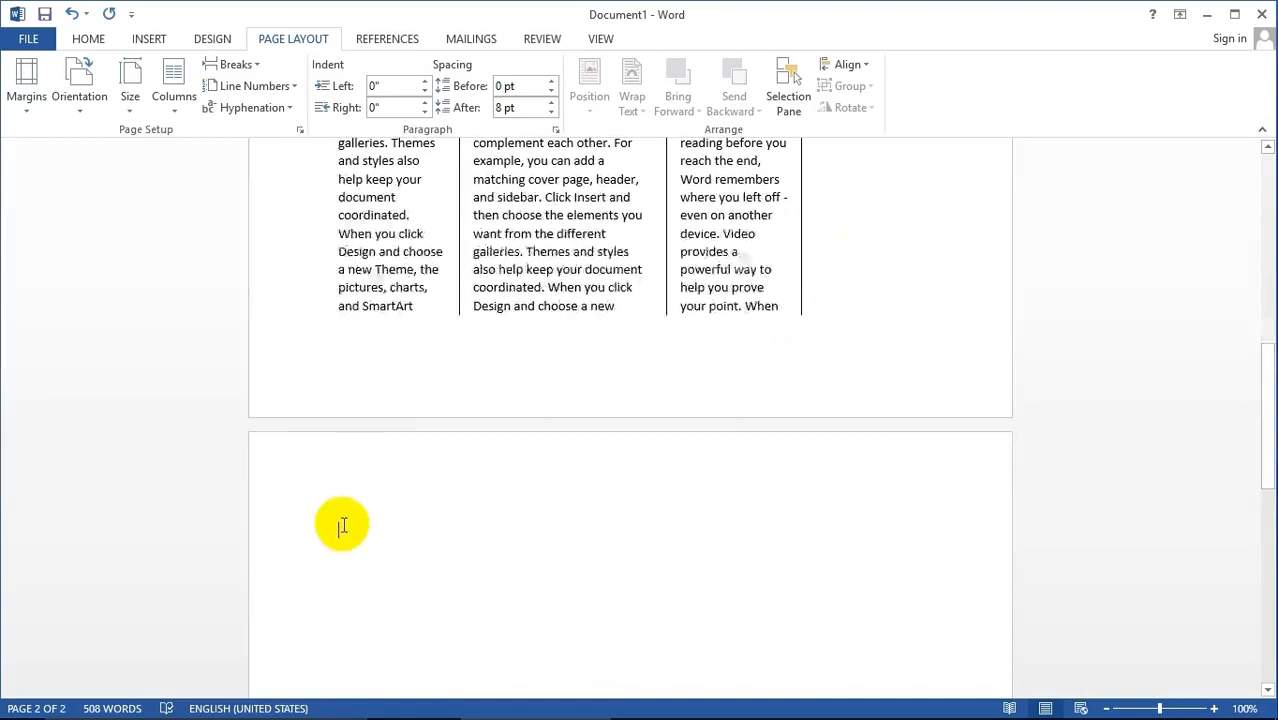 Document1 - Word
?
FILE
HOME
INSERT
DESIGN
PAGE LAYOUT
REFERENCES
MAILINGS
REVIEW
VIEW
Sign in
Margins
Orientation
Size
Columns
Breaks
Line Numbers
Hyphenation
Page Setup
Indent
Left: 0"
Right: 0"
Spacing
Before: 0 pt
After: 8 pt
Paragraph
Position
Wrap
Text
Bring
Forward
Send
Backward
Selection
Pane
Align
Group
Rotate
Arrange
galleries. Themes
and styles also
help keep your
document
coordinated.
When you click
Design and choose
a new Theme, the
pictures, charts,
and SmartArt
complement each other. For
example, you can add a
matching cover page, header,
and sidebar. Click Insert and
then choose the elements you
want from the different
galleries. Themes and styles
also help keep your document
coordinated. When you click
Design and choose a new
reading before you
reach the end,
Word remembers
where you left off -
even on another
device. Video
provides a
powerful way to
help you prove
your point. When
PAGE 2 OF 2
508 WORDS
ENGLISH (UNITED STATES)
100%